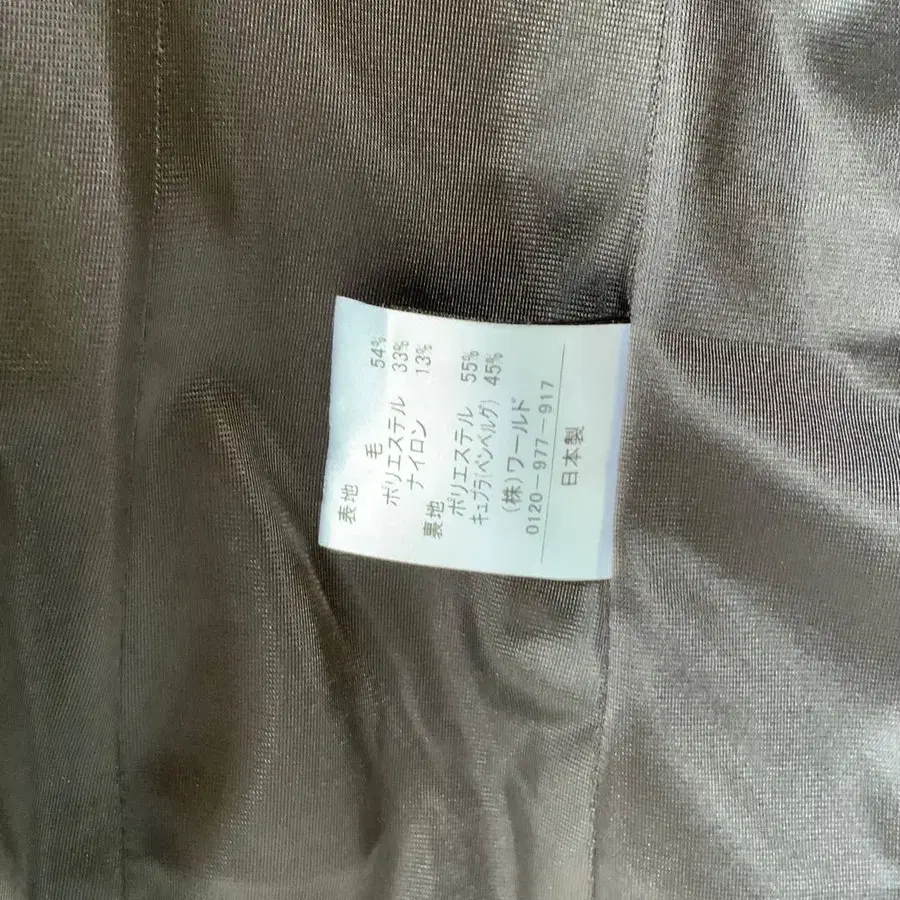 表地
毛 54%
ポリエステル 33%
ナイロン 13%
裏地
ポリエステル 55%
キュプラ(ベンベルグ) 45%
(株)ワールド
0120-977-917
日本製